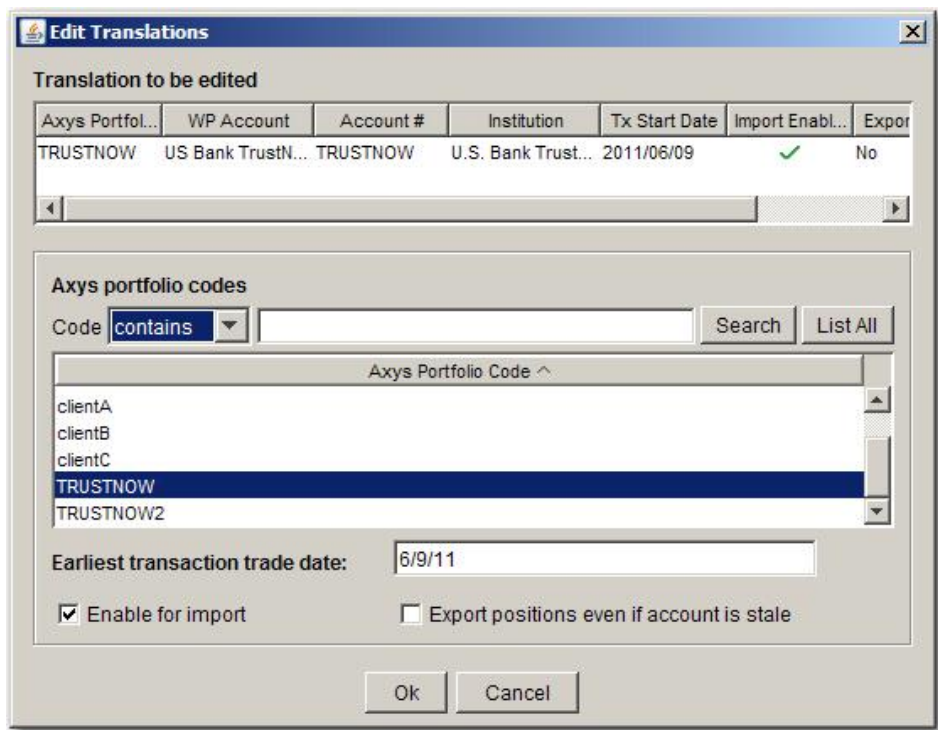 Edit Translations
Translation to be edited
Axys Portfol... WP Account Account # Institution Tx Start Date Import Enabl... Expor
TRUSTNOW US Bank TrustN... TRUSTNOW U.S. Bank Trust... 2011/06/09 No
Axys portfolio codes
Code contains Search List All
Axys Portfolio Code
clientA
clientB
clientC
TRUSTNOW
TRUSTNOW2
Earliest transaction trade date: 6/9/11
Enable for import Export positions even if account is stale
Ok Cancel